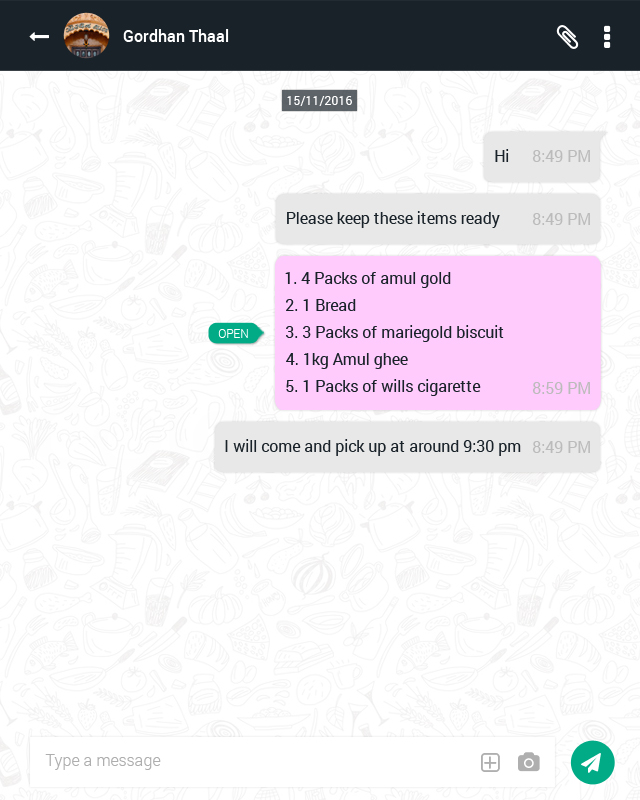 Gordhan Thaal
15/11/2016
Hi 8:49 PM
Please keep these items ready 8:49 PM
1. 4 Packs of amul gold
2. 1 Bread
OPEN 3. 3 Packs of mariegold biscuit
4. 1kg Amul ghee
5. 1 Packs of wills cigarette 8:59 PM
I will come and pick up at around 9:30 pm 8:49 PM
Type a message